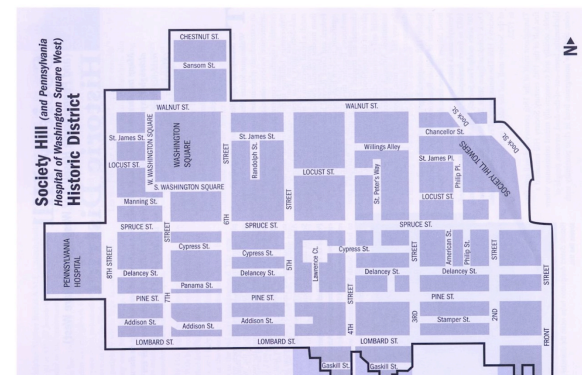 Society Hill (and Pennsylvania
Hospital of Washington Square West)
Historic District
N
CHESTNUT ST.
Sansom St.
WALNUT ST.
WALNUT ST.
Dock St.
Dock St.
Chancellor St.
St. James St.
W. WASHINGTON SQUARE
WASHINGTON
SQUARE
STREET
St. James St.
Randolph St.
Willings Alley
St. James Pl.
Philip Pl.
SOCIETY HILL TOWERS
LOCUST ST.
LOCUST ST.
St. Peter's Way
LOCUST ST.
S. WASHINGTON SQUARE
Manning St.
6TH
STREET
SPRUCE ST.
STREET
SPRUCE ST.
SPRUCE ST.
PENNSYLVANIA
HOSPITAL
8TH STREET
Cypress St.
Cypress St.
5TH
Lawrence Ct.
Cypress St.
STREET
American St.
Philip St.
STREET
Delancey St.
Delancey St.
Delancey St.
Delancey St.
STREET
Panama St.
7TH
PINE ST.
PINE ST.
STREET
PINE ST.
Addison St.
Addison St.
Addison St.
4TH
3RD
Stamper St.
2ND
FRONT
LOMBARD ST.
LOMBARD ST.
LOMBARD ST.
Gaskill St.
Gaskill St.